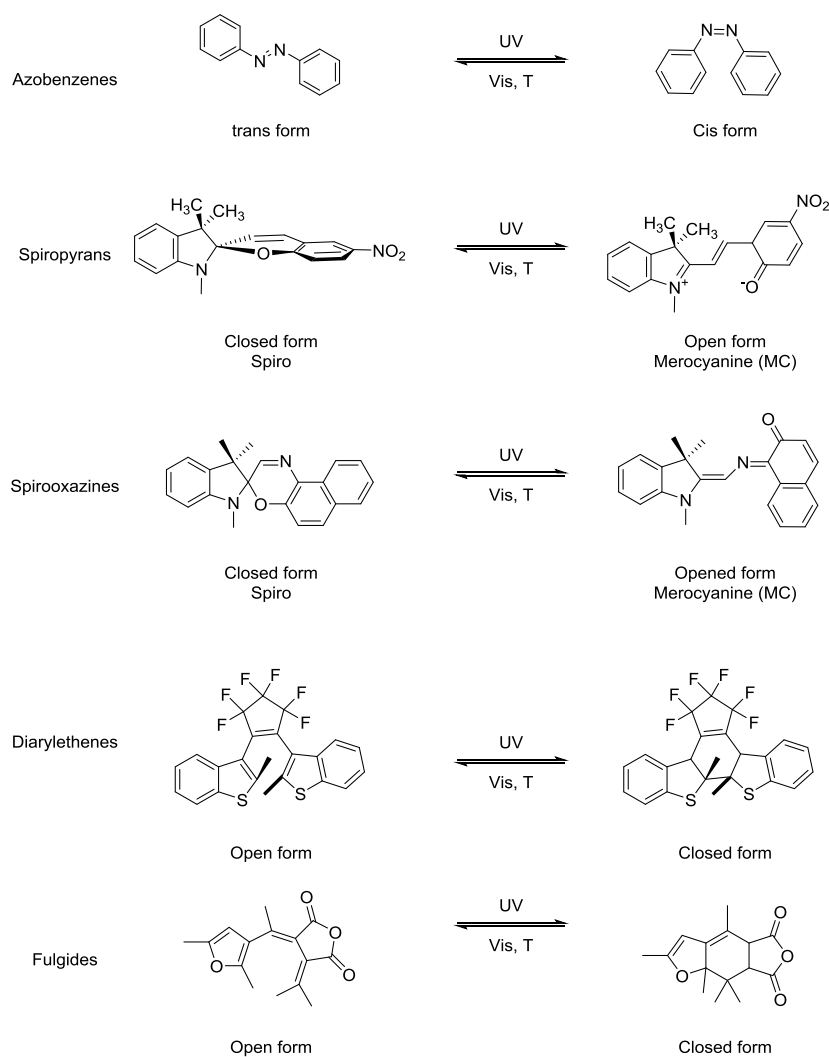 Azobenzenes
N
N
trans form
UV
Vis, T
N=N
Cis form
Spiropyrans
H₃C
CH₃
N
O
NO₂
Closed form
Spiro
UV
Vis, T
H₃C
CH₃
N⁺
⁻O
NO₂
Open form
Merocyanine (MC)
Spirooxazines
N
N
O
Closed form
Spiro
UV
Vis, T
O
N
N
Opened form
Merocyanine (MC)
Diarylethenes
F
F
F
F
F
F
S
S
Open form
UV
Vis, T
F
F
F
F
F
F
S
S
Closed form
Fulgides
O
O
O
O
Open form
UV
Vis, T
O
O
O
O
Closed form